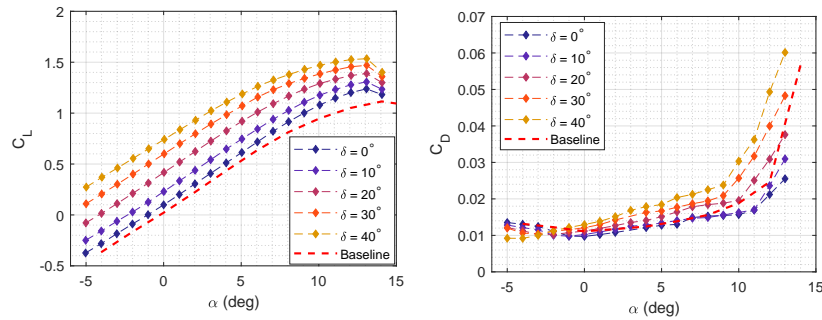 C_L
1.5
1
0.5
0
-0.5
-5
0
5
10
15
α (deg)
δ = 0°
δ = 10°
δ = 20°
δ = 30°
δ = 40°
Baseline
C_D
0.07
0.06
0.05
0.04
0.03
0.02
0.01
0
-5
0
5
10
15
α (deg)
δ = 0°
δ = 10°
δ = 20°
δ = 30°
δ = 40°
Baseline
2